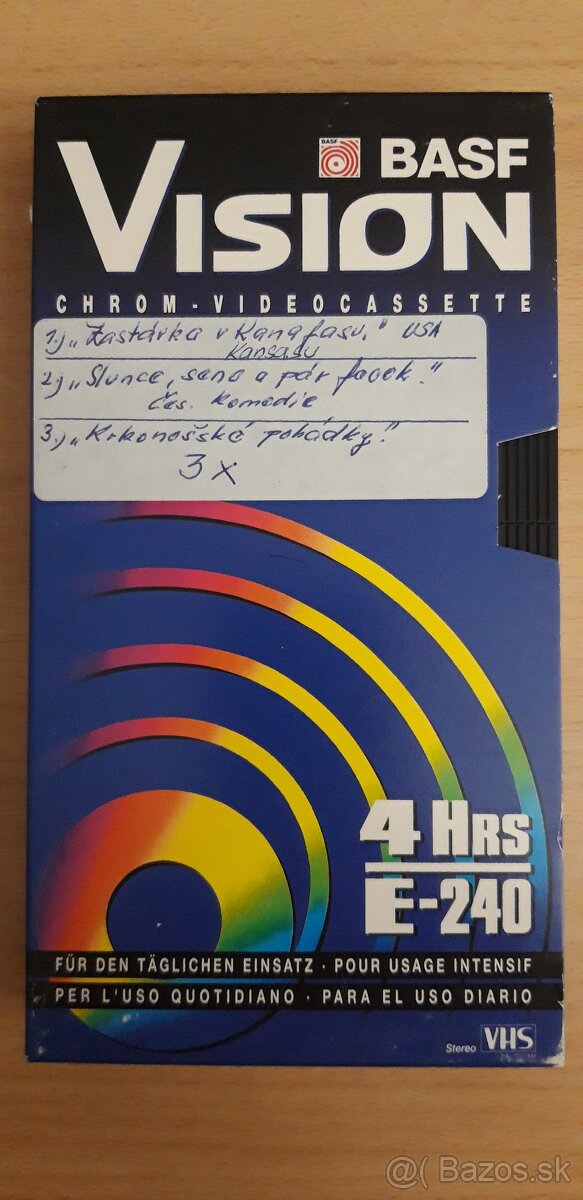 BASF
BASF
VISION
CHROM-VIDEOCASSETTE
1.) „Zastávka v Kanafasu." USA
Kansasu
2.) „Slunce, seno a pár facek."
čes. komedie
3.) „Krkonošské pohádky."
3x
4 HRS
E-240
FÜR DEN TÄGLICHEN EINSATZ · POUR USAGE INTENSIF
PER L'USO QUOTIDIANO · PARA EL USO DIARIO
Stereo VHS
@( Bazos.sk